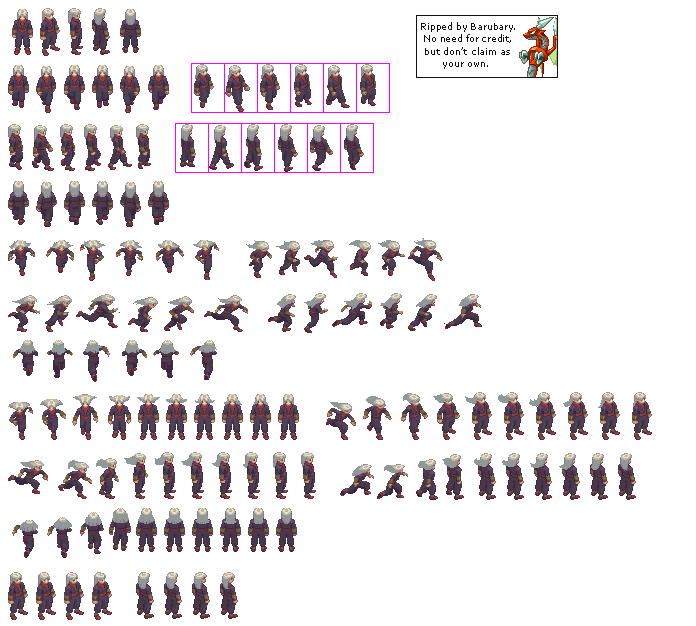 Ripped by Barubary.
No need for credit,
but don't claim as
your own.